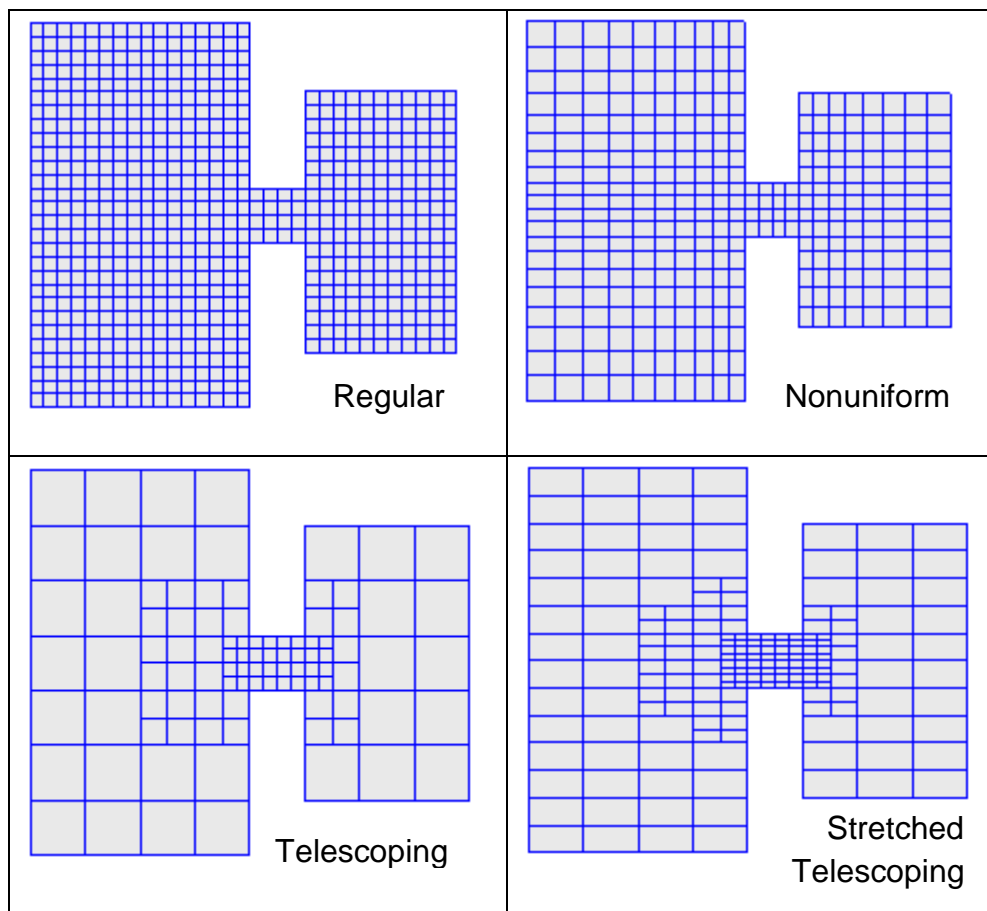 Regular
Nonuniform
Telescoping
Stretched
Telescoping